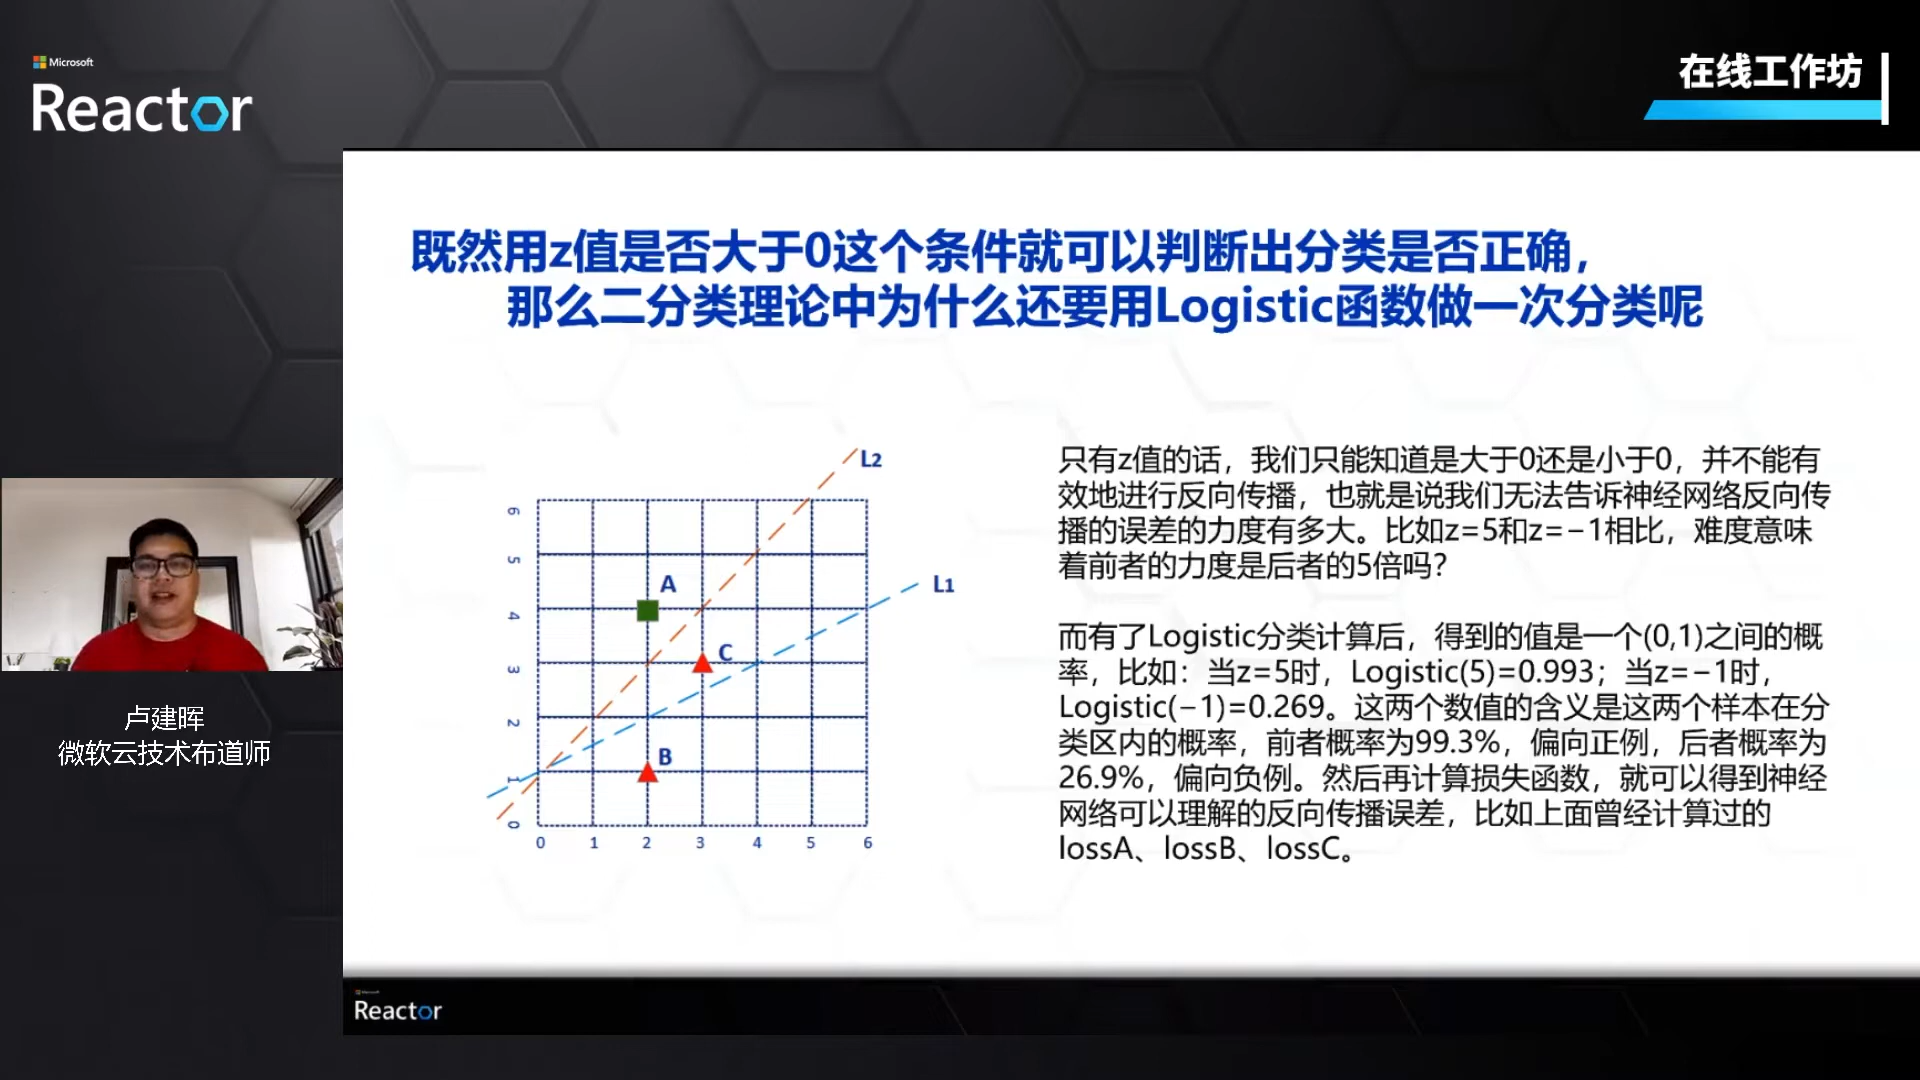 Microsoft
Reactor
在线工作坊
既然用z值是否大于0这个条件就可以判断出分类是否正确，
那么二分类理论中为什么还要用Logistic函数做一次分类呢
L2
6
5
4
3
2
1
0
A
L1
C
B
0 1 2 3 4 5 6
只有z值的话，我们只能知道是大于0还是小于0，并不能有
效地进行反向传播，也就是说我们无法告诉神经网络反向传
播的误差的力度有多大。比如z=5和z=−1相比，难度意味
着前者的力度是后者的5倍吗？
而有了Logistic分类计算后，得到的值是一个(0,1)之间的概
率，比如：当z=5时，Logistic(5)=0.993；当z=−1时，
Logistic(−1)=0.269。这两个数值的含义是这两个样本在分
类区内的概率，前者概率为99.3%，偏向正例，后者概率为
26.9%，偏向负例。然后再计算损失函数，就可以得到神经
网络可以理解的反向传播误差，比如上面曾经计算过的
lossA、lossB、lossC。
卢建晖
微软云技术布道师
Microsoft
Reactor